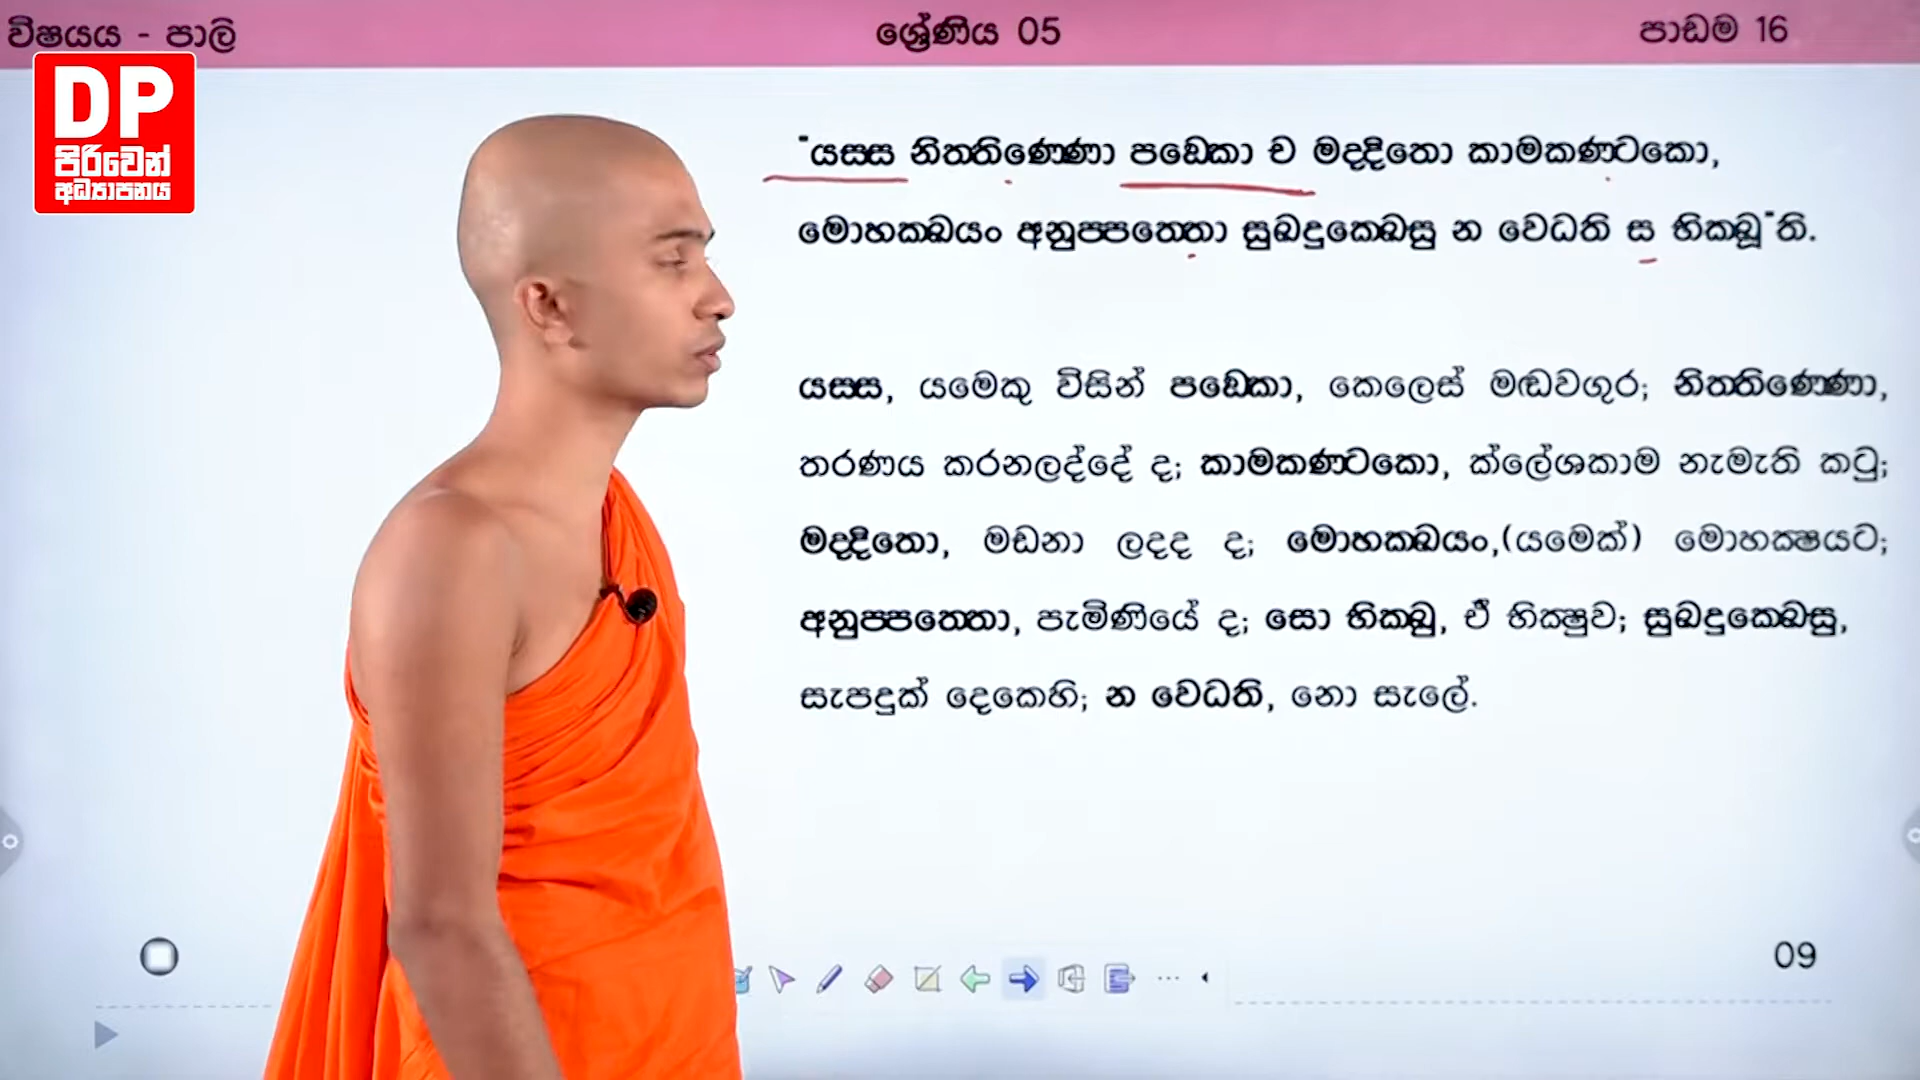 විෂයය - පාලි
ශ්‍රේණිය 05
පාඩම 16
DP
පිරිවෙන්
අධ්‍යාපනය
"යස‍්ස නිත‍්තිණ‍්ණො පඞ‍්කො ච මද‍්දිතො කාමකණ‍්ටකො,
මොහක‍්ඛයං අනුප‍්පත‍්තො සුඛදුක‍්ඛෙසු න වෙධති ස භික‍්ඛූ"ති.
යස‍්ස, යමෙකු විසින් පඞ‍්කො, කෙලෙස් මඬවගුර; නිත‍්තිණ‍්ණො,
තරණය කරනලද්දේ ද; කාමකණ‍්ටකො, ක්ලේශකාම නැමැති කටු;
මද‍්දිතො, මඩනා ලදද ද; මොහක‍්ඛයං,(යමෙක්) මොහක්‍ෂයට;
අනුප‍්පත‍්තො, පැමිණියේ ද; සො භික‍්ඛු, ඒ භික්‍ෂුව; සුඛදුක‍්ඛෙසු,
සැපදුක් දෙකෙහි; න වෙධති, නො සැලේ.
09